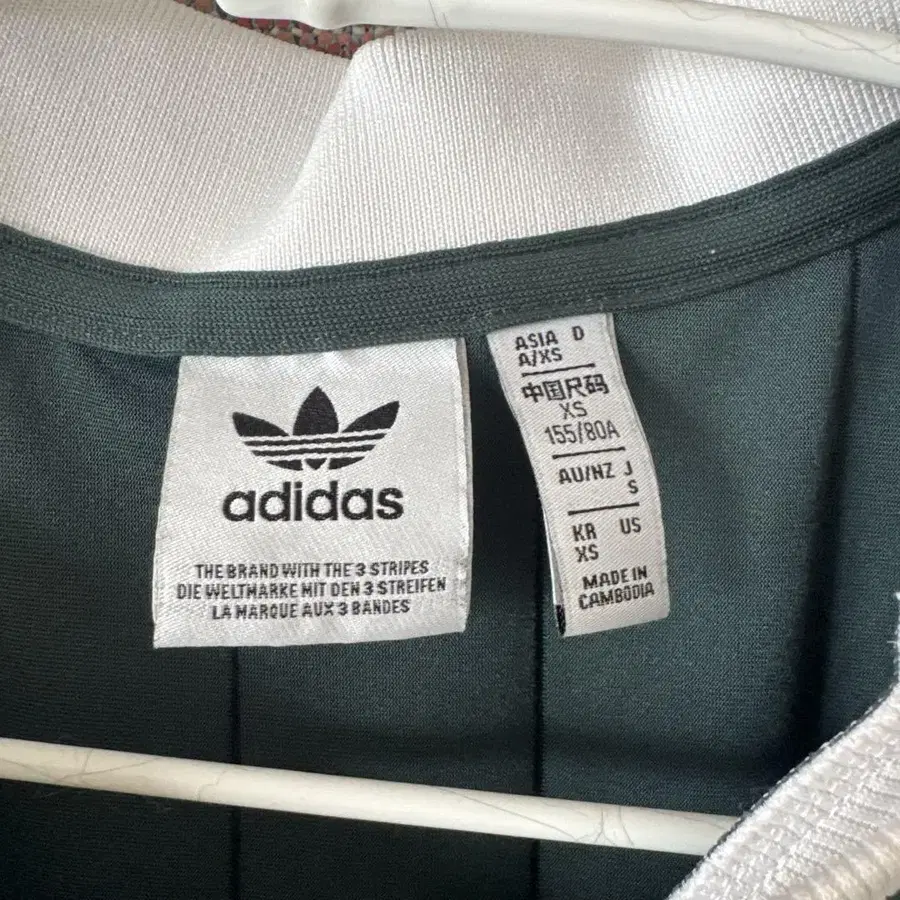 adidas
THE BRAND WITH THE 3 STRIPES
DIE WELTMARKE MIT DEN 3 STREIFEN
LA MARQUE AUX 3 BANDES
ASIA D
A/XS
中国尺码
XS
155/80A
AU/NZ J
S
KR US
XS
MADE IN
CAMBODIA